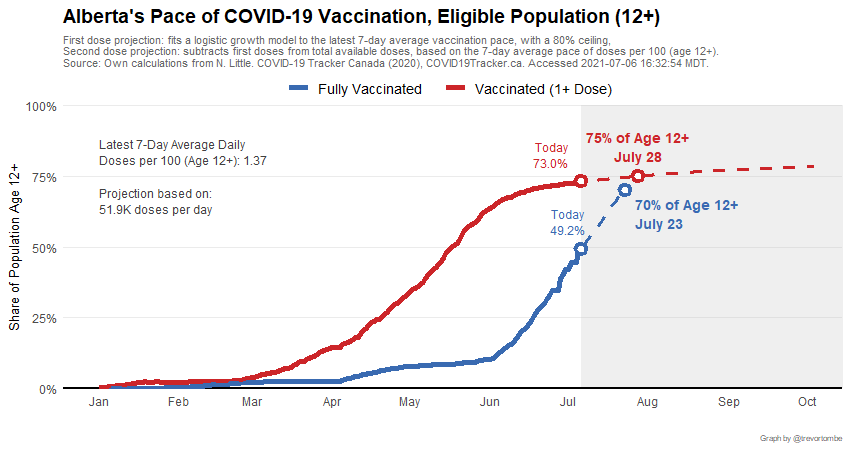 Alberta's Pace of COVID-19 Vaccination, Eligible Population (12+)
First dose projection: fits a logistic growth model to the latest 7-day average vaccination pace, with a 80% ceiling,
Second dose projection: subtracts first doses from total available doses, based on the 7-day average pace of doses per 100 (age 12+).
Source: Own calculations from N. Little. COVID-19 Tracker Canada (2020), COVID19Tracker.ca. Accessed 2021-07-06 16:32:54 MDT.
Fully Vaccinated
Vaccinated (1+ Dose)
Share of Population, Age 12+
100%
75%
50%
25%
0%
Latest 7-Day Average Daily
Doses per 100 (Age 12+): 1.37
Projection based on:
51.9K doses per day
Today
73.0%
75% of Age 12+
July 28
Today
49.2%
70% of Age 12+
July 23
Jan
Feb
Mar
Apr
May
Jun
Jul
Aug
Sep
Oct
Graph by @trevortombe